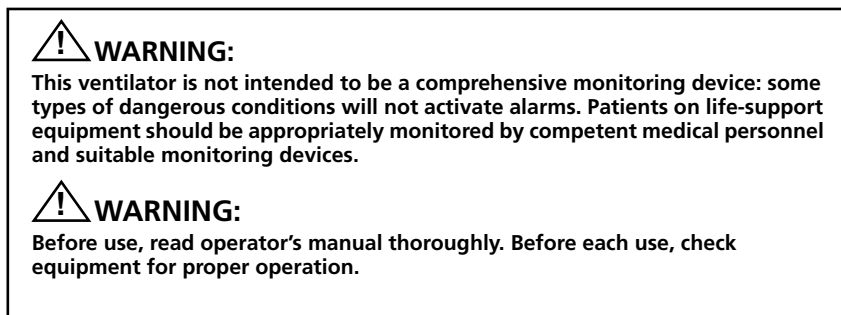 ! WARNING:
This ventilator is not intended to be a comprehensive monitoring device: some
types of dangerous conditions will not activate alarms. Patients on life-support
equipment should be appropriately monitored by competent medical personnel
and suitable monitoring devices.
! WARNING:
Before use, read operator’s manual thoroughly. Before each use, check
equipment for proper operation.